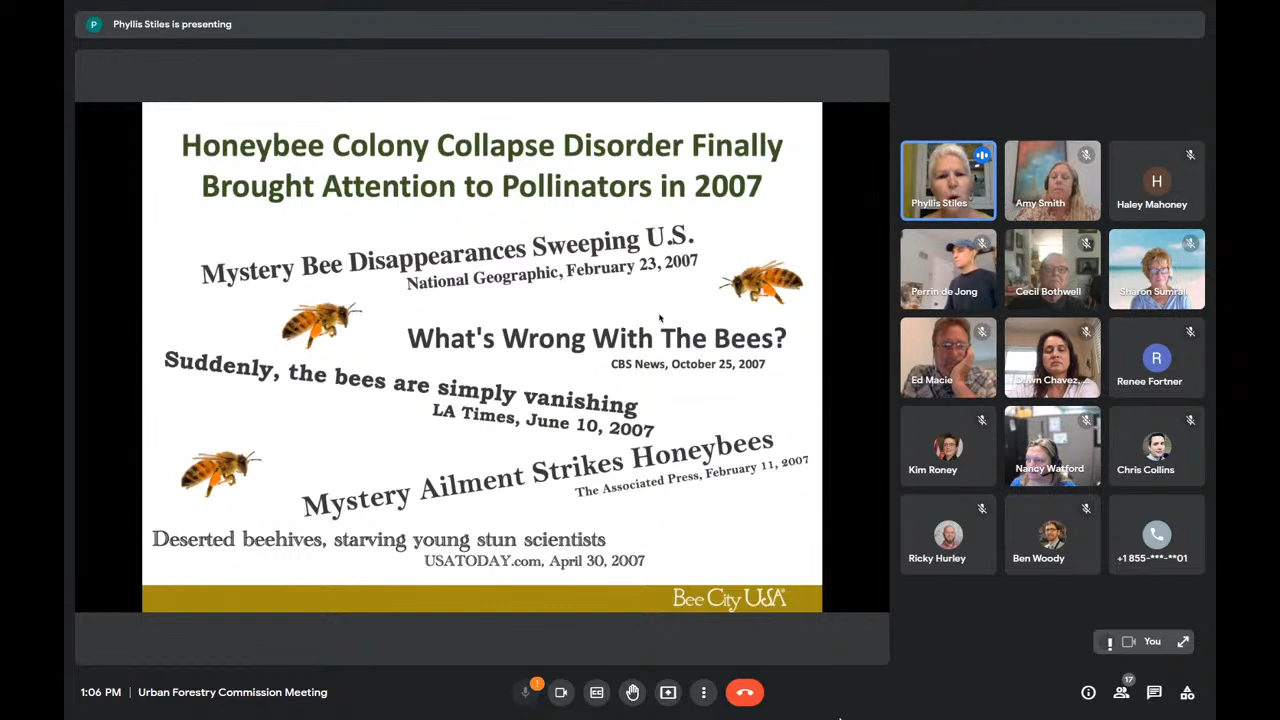 P
Phyllis Stiles is presenting
Honeybee Colony Collapse Disorder Finally
Brought Attention to Pollinators in 2007
Mystery Bee Disappearances Sweeping U.S.
National Geographic, February 23, 2007
What's Wrong With The Bees?
CBS News, October 25, 2007
Suddenly, the bees are simply vanishing
LA Times, June 10, 2007
Mystery Ailment Strikes Honeybees
The Associated Press, February 11, 2007
Deserted beehives, starving young stun scientists
USATODAY.com, April 30, 2007
Bee City USA®
Phyllis Stiles
Amy Smith
H
Haley Mahoney
Perrin de Jong
Cecil Bothwell
Sharon Sumrall
Ed Macie
Dawn Chavez,
R
Renee Fortner
Kim Roney
Nancy Watford
Chris Collins
Ricky Hurley
Ben Woody
+1 855-***-**01
You
1:06 PM | Urban Forestry Commission Meeting
17